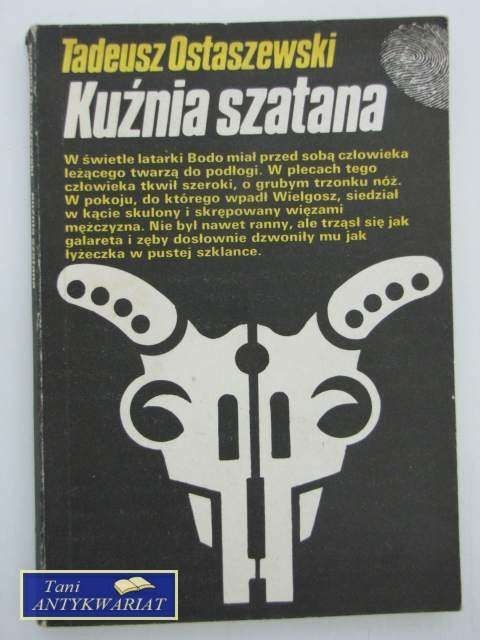 Tadeusz Ostaszewski
Kuźnia szatana
W świetle latarki Bodo miał przed sobą człowieka
leżącego twarzą do podłogi. W plecach tego
człowieka tkwił szeroki, o grubym trzonku nóż.
W pokoju, do którego wpadł Wielgosz, siedział
w kącie skulony i skrępowany więzami
mężczyzna. Nie był nawet ranny, ale trząsł się jak
galareta i zęby dosłownie dzwoniły mu jak
łyżeczka w pustej szklance.
Tani
ANTYKWARIAT